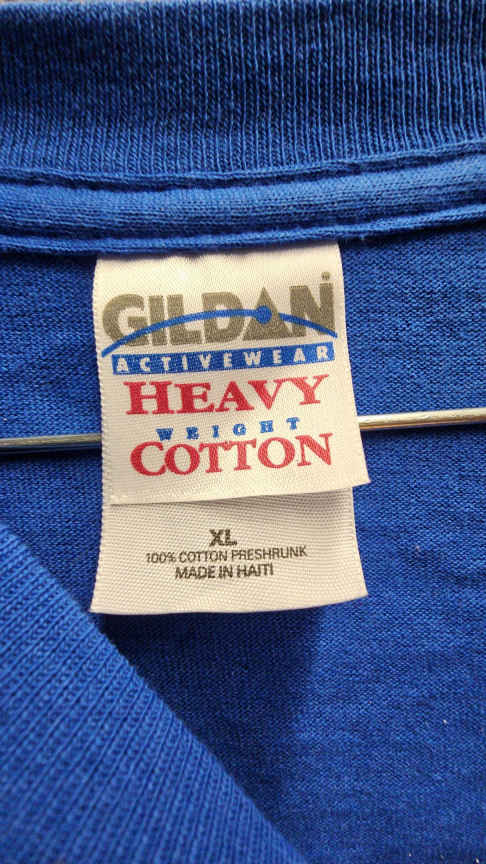 GILDAN
ACTIVEWEAR
HEAVY
WEIGHT
COTTON
XL
100% COTTON PRESHRUNK
MADE IN HAITI